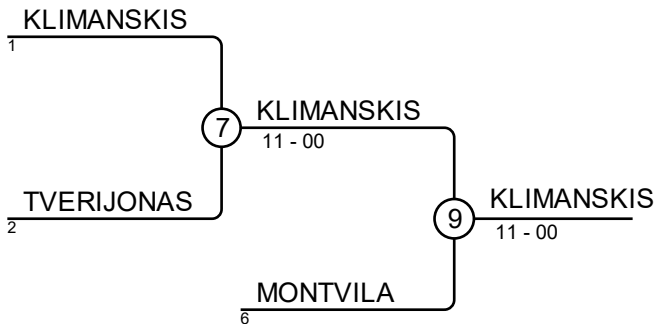 KLIMANSKIS
1
7
KLIMANSKIS
11 - 00
TVERIJONAS
2
9
KLIMANSKIS
11 - 00
MONTVILA
6